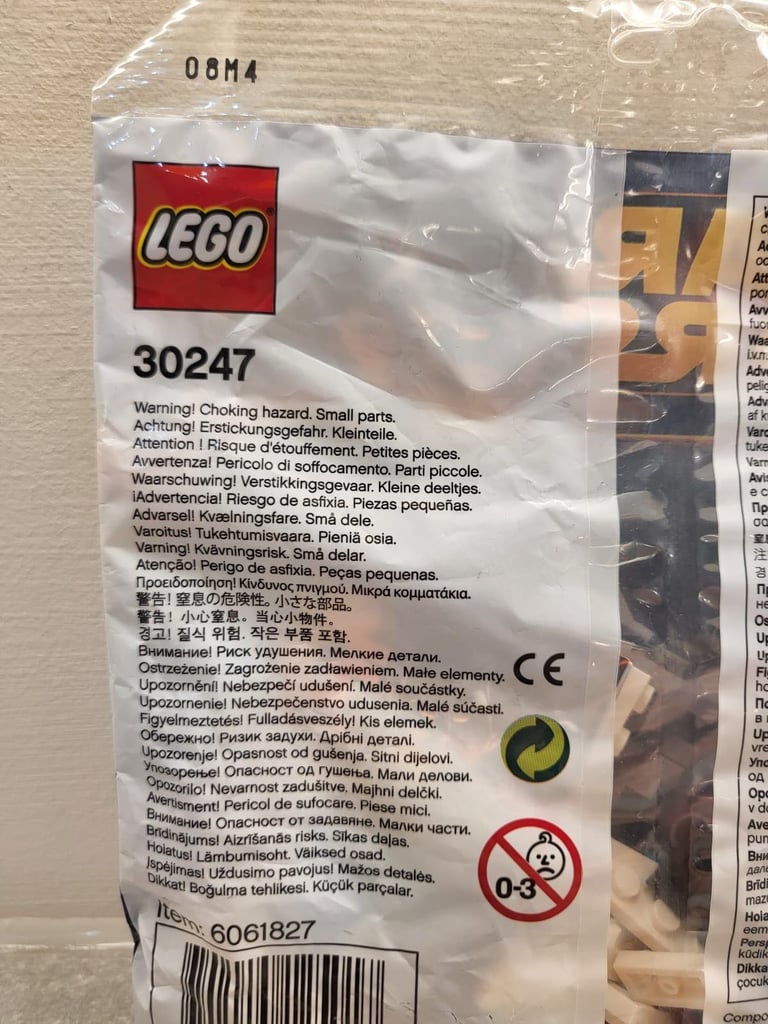 08M4
LEGO®
30247
Warning! Choking hazard. Small parts.
Achtung! Erstickungsgefahr. Kleinteile.
Attention ! Risque d'étouffement. Petites pièces.
Avvertenza! Pericolo di soffocamento. Parti piccole.
Waarschuwing! Verstikkingsgevaar. Kleine deeltjes.
¡Advertencia! Riesgo de asfixia. Piezas pequeñas.
Advarsel! Kvælningsfare. Små dele.
Varoitus! Tukehtumisvaara. Pieniä osia.
Varning! Kvävningsrisk. Små delar.
Atenção! Perigo de asfixia. Peças pequenas.
Προειδοποίηση! Κίνδυνος πνιγμού. Μικρά κομματάκια.
警告! 窒息の危険性。小さな部品。
警告! 小心窒息。当心小物件。
경고! 질식 위험. 작은 부품 포함.
Внимание! Риск удушения. Мелкие детали.
Ostrzeżenie! Zagrożenie zadławieniem. Małe elementy.
Upozornění! Nebezpečí udušení. Malé součástky.
Upozornenie! Nebezpečenstvo udusenia. Malé súčasti.
Figyelmeztetés! Fulladásveszély! Kis elemek.
Обережно! Ризик задухи. Дрібні деталі.
Upozorenje! Opasnost od gušenja. Sitni dijelovi.
Упозорење! Опасност од гушења. Мали делови.
Opozorilo! Nevarnost zadušitve. Majhni delčki.
Avertisment! Pericol de sufocare. Piese mici.
Внимание! Опасност от задавяне. Малки части.
Brīdinājums! Aizrīšanās risks. Sīkas daļas.
Hoiatus! Lämbumisoht. Väiksed osad.
Įspėjimas! Uždusimo pavojus! Mažos detalės.
Dikkat! Boğulma tehlikesi. Küçük parçalar.
CE
0-3
Item: 6061827